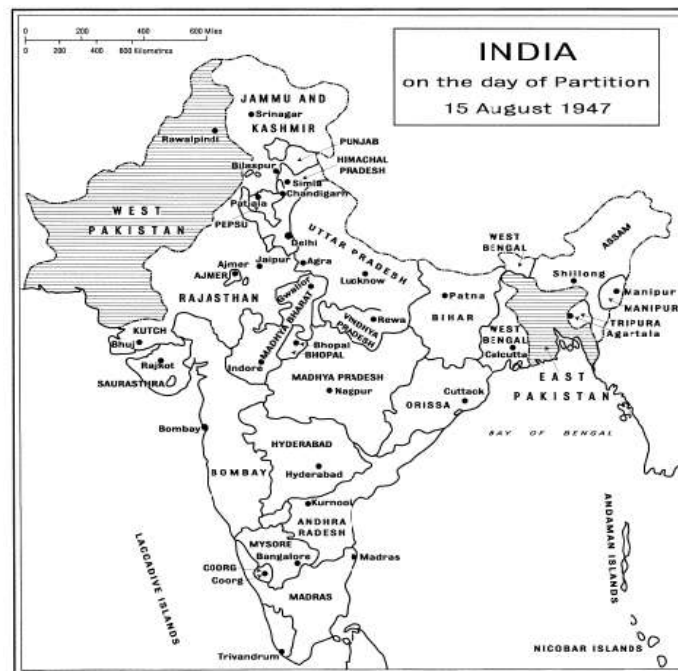 0 200 400 600 Miles
0 200 400 600 Kilometres
INDIA
on the day of Partition
15 August 1947
JAMMU AND
Srinagar
KASHMIR
Rawalpindi
PUNJAB
HIMACHAL
PRADESH
Bilaspur
Simla
Chandigarh
Patiala
WEST
PAKISTAN
PEPSU
Delhi
UTTAR PRADESH
WEST
BENGAL
ASSAM
Ajmer
AJMER
Jaipur
Agra
Lucknow
Shillong
RAJASTHAN
Gwalior
Patna
Manipur
MANIPUR
MADHYA BHARAT
Rewa
VINDHYA
PRADESH
BIHAR
TRIPURA
Agartala
KUTCH
Bhuj
Bhopal
BHOPAL
WEST
BENGAL
Calcutta
Rajkot
Indore
SAURASTHRA
MADHYA PRADESH
Nagpur
EAST
PAKISTAN
ORISSA
Cuttack
Bombay
BAY OF BENGAL
HYDERABAD
BOMBAY
Hyderabad
Kurnool
ANDHRA
RADESH
MYSORE
Bangalore
Madras
COORG
Coorg
MADRAS
LACCADIVE ISLANDS
ANDAMAN ISLANDS
Trivandrum
NICOBAR ISLANDS